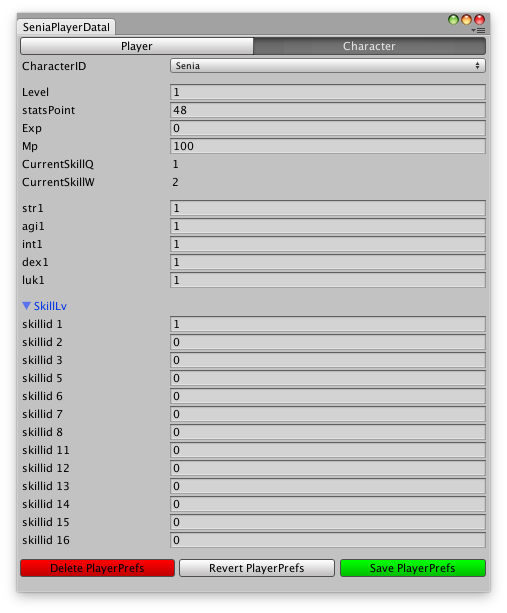 SeniaPlayerDataI
Player Character
CharacterID Senia
Level 1
statsPoint 48
Exp 0
Mp 100
CurrentSkillQ 1
CurrentSkillW 2
str1 1
agi1 1
int1 1
dex1 1
luk1 1
SkillLv
skillid 1 1
skillid 2 0
skillid 3 0
skillid 5 0
skillid 6 0
skillid 7 0
skillid 8 0
skillid 11 0
skillid 12 0
skillid 13 0
skillid 14 0
skillid 15 0
skillid 16 0
Delete PlayerPrefs Revert PlayerPrefs Save PlayerPrefs